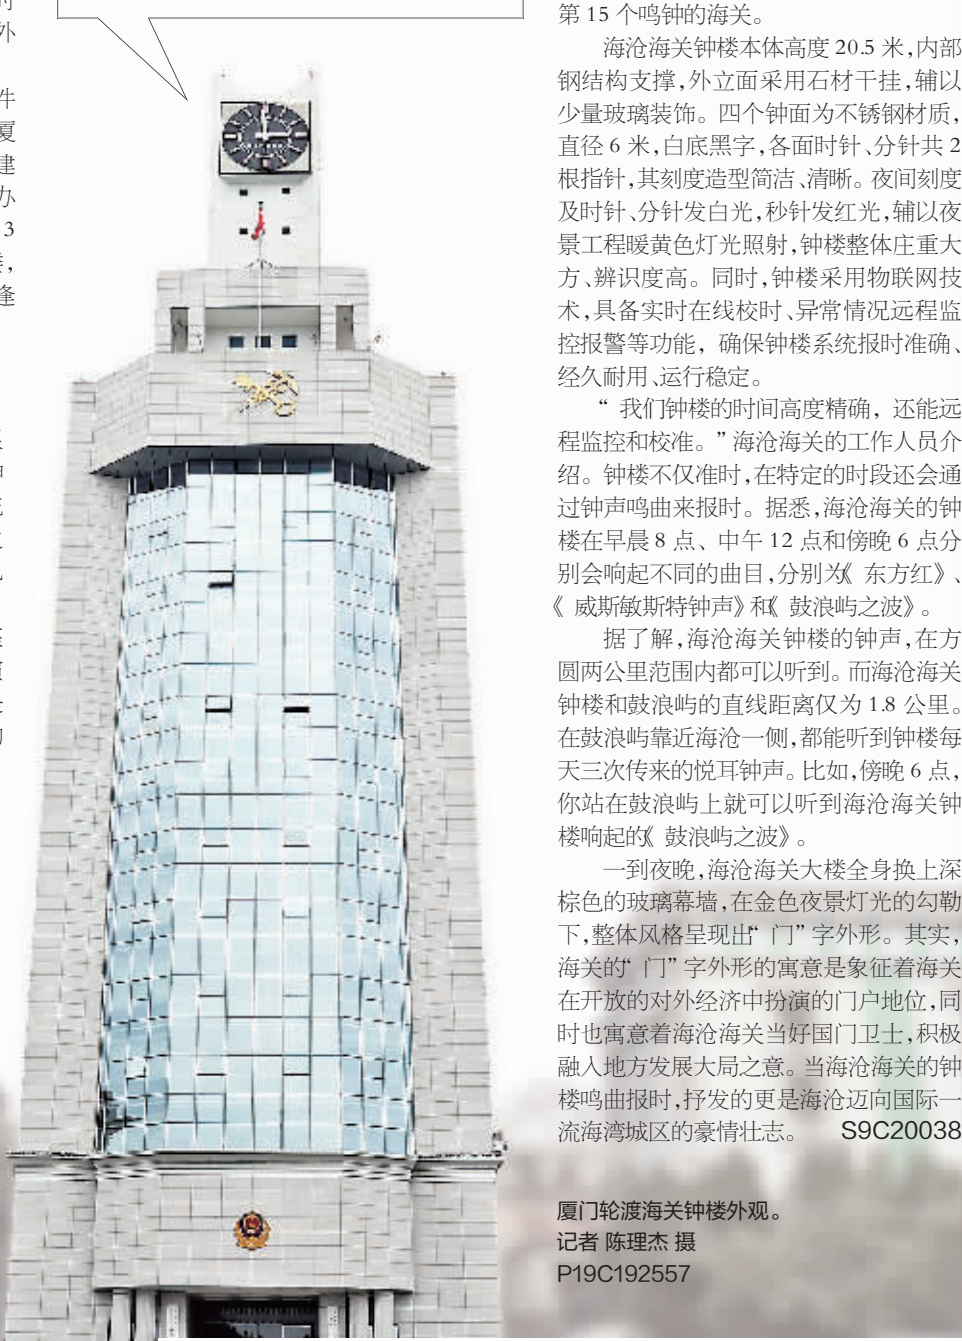 外
件
夏
建
办
3
逢
第 15 个鸣钟的海关。
海沧海关钟楼本体高度 20.5 米,内部
钢结构支撑,外立面采用石材干挂,辅以
少量玻璃装饰。四个钟面为不锈钢材质,
直径 6 米,白底黑字,各面时针、分针共 2
根指针,其刻度造型简洁、清晰。夜间刻度
及时针、分针发白光,秒针发红光,辅以夜
景工程暖黄色灯光照射,钟楼整体庄重大
方、辨识度高。同时,钟楼采用物联网技
术,具备实时在线校时、异常情况远程监
控报警等功能,确保钟楼系统报时准确、
经久耐用、运行稳定。
“我们钟楼的时间高度精确,还能远
程监控和校准。”海沧海关的工作人员介
绍。钟楼不仅准时,在特定的时段还会通
过钟声鸣曲来报时。据悉,海沧海关的钟
楼在早晨 8 点、中午 12 点和傍晚 6 点分
别会响起不同的曲目,分别为《东方红》、
《威斯敏斯特钟声》和《鼓浪屿之波》。
据了解,海沧海关钟楼的钟声,在方
圆两公里范围内都可以听到。而海沧海关
钟楼和鼓浪屿的直线距离仅为 1.8 公里。
在鼓浪屿靠近海沧一侧,都能听到钟楼每
天三次传来的悦耳钟声。比如,傍晚 6 点,
你站在鼓浪屿上就可以听到海沧海关钟
楼响起的《鼓浪屿之波》。
一到夜晚,海沧海关大楼全身换上深
棕色的玻璃幕墙,在金色夜景灯光的勾勒
下,整体风格呈现出“门”字外形。其实,
海关的“门”字外形的寓意是象征着海关
在开放的对外经济中扮演的门户地位,同
时也寓意着海沧海关当好国门卫士,积极
融入地方发展大局之意。当海沧海关的钟
楼鸣曲报时,抒发的更是海沧迈向国际一
流海湾城区的豪情壮志。 S9C20038
厦门轮渡海关钟楼外观。
记者 陈理杰 摄
P19C192557